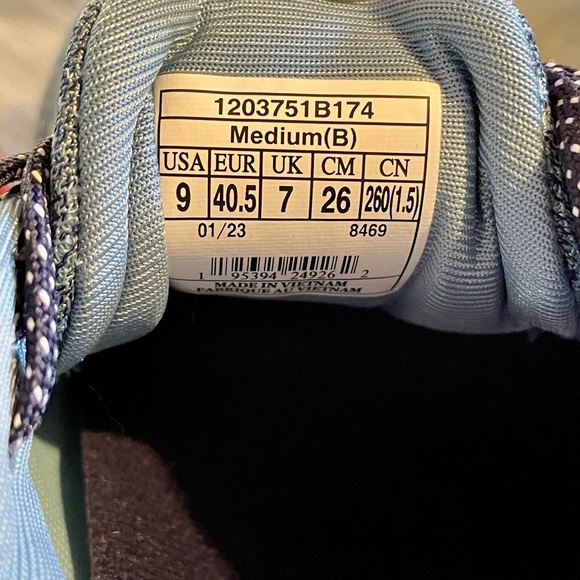 1203751B174
Medium(B)
USA EUR UK CM CN
9 40.5 7 26 260(1.5)
01/23 8469
1 95394 24926 2
MADE IN VIETNAM
FABRIQUE AU VIETNAM